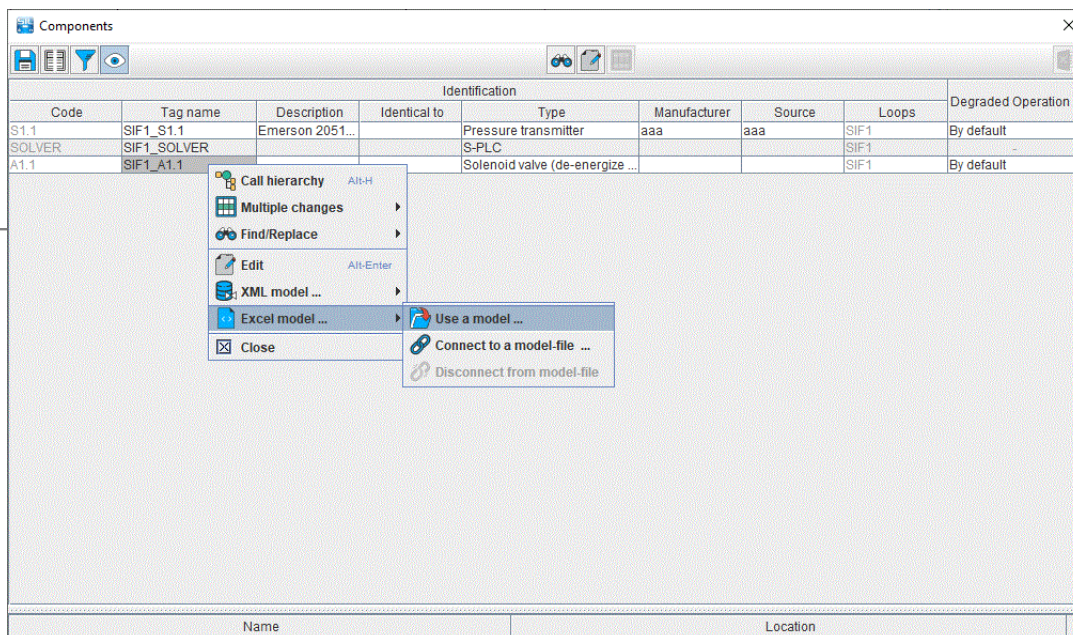 Components
Identification
Degraded Operation
Code Tag name Description Identical to Type Manufacturer Source Loops
S1.1 SIF1_S1.1 Emerson 2051... Pressure transmitter aaa aaa SIF1 By default
SOLVER SIF1_SOLVER S-PLC SIF1 -
A1.1 SIF1_A1.1 Solenoid valve (de-energize ... SIF1 By default
Call hierarchy Alt-H
Multiple changes
Find/Replace
Edit Alt-Enter
XML model ...
Excel model ... Use a model ...
Close Connect to a model-file ...
Disconnect from model-file
Name Location